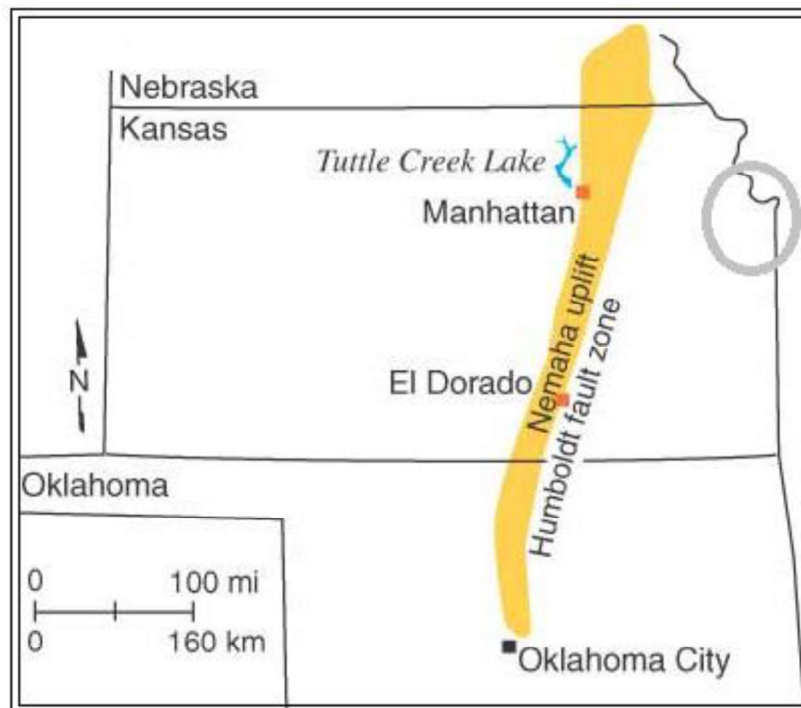 Nebraska
Kansas
Tuttle Creek Lake
Manhattan
Nemaha uplift
Humboldt fault zone
N
El Dorado
Oklahoma
0 100 mi
0 160 km
Oklahoma City